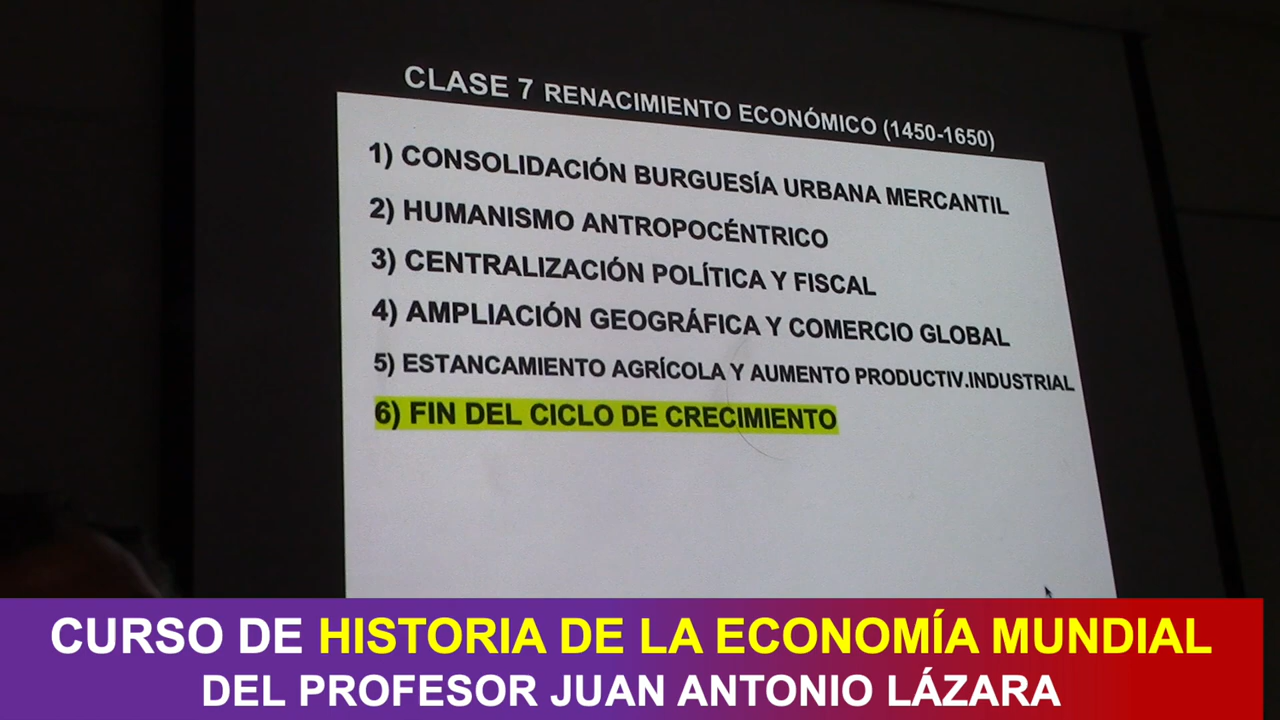 CLASE 7 RENACIMIENTO ECONÓMICO (1450-1650)
1) CONSOLIDACIÓN BURGUESÍA URBANA MERCANTIL
2) HUMANISMO ANTROPOCÉNTRICO
3) CENTRALIZACIÓN POLÍTICA Y FISCAL
4) AMPLIACIÓN GEOGRÁFICA Y COMERCIO GLOBAL
5) ESTANCAMIENTO AGRÍCOLA Y AUMENTO PRODUCTIV.INDUSTRIAL
6) FIN DEL CICLO DE CRECIMIENTO
CURSO DE HISTORIA DE LA ECONOMÍA MUNDIAL
DEL PROFESOR JUAN ANTONIO LÁZARA